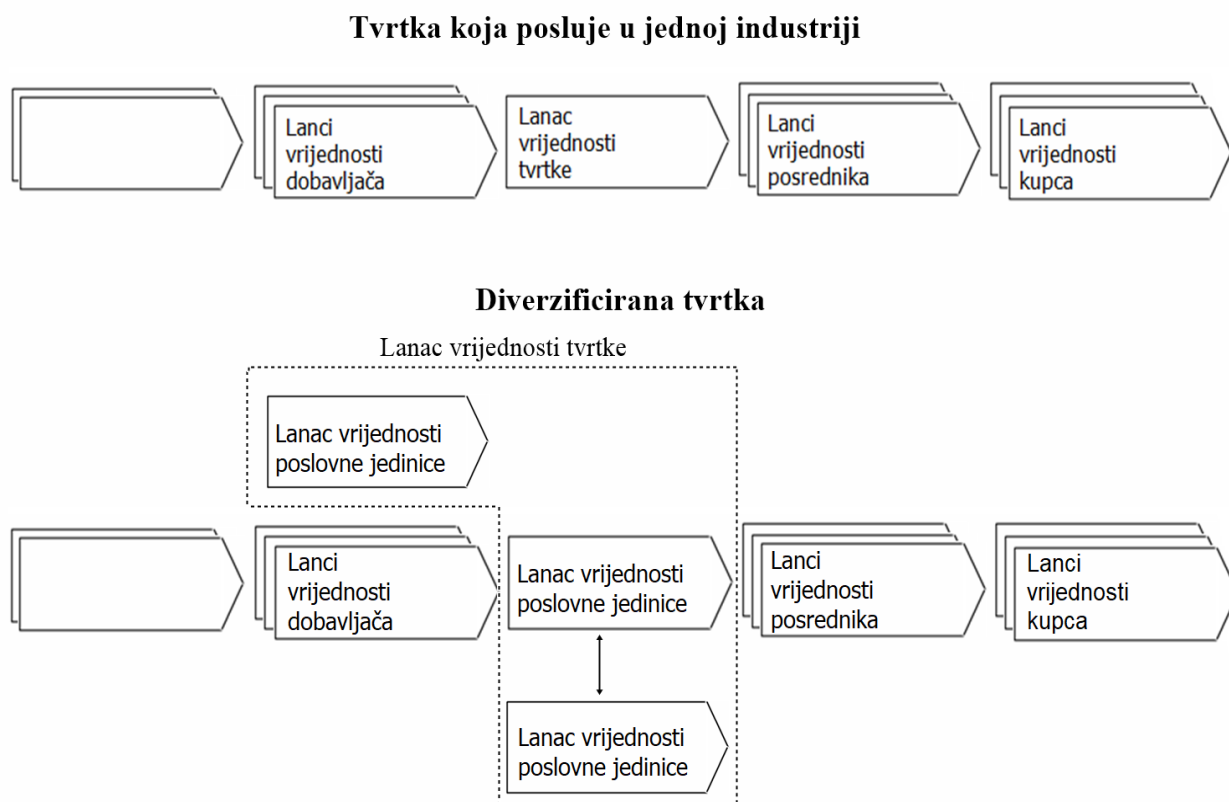 Tvrtka koja posluje u jednoj industriji
Lanci
vrijednosti
dobavljača
Lanac
vrijednosti
tvrtke
Lanci
vrijednosti
posrednika
Lanci
vrijednosti
kupca
Diverzificirana tvrtka
Lanac vrijednosti tvrtke
Lanac vrijednosti
poslovne jedinice
Lanci
vrijednosti
dobavljača
Lanac vrijednosti
poslovne jedinice
Lanci
vrijednosti
posrednika
Lanci
vrijednosti
kupca
Lanac vrijednosti
poslovne jedinice